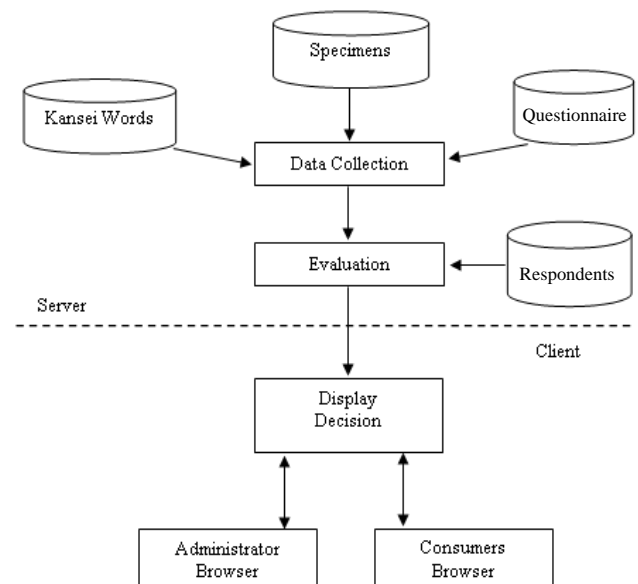 Specimens
Kansei Words
Questionnaire
Data Collection
Evaluation
Respondents
Server
Client
Display
Decision
Administrator
Browser
Consumers
Browser